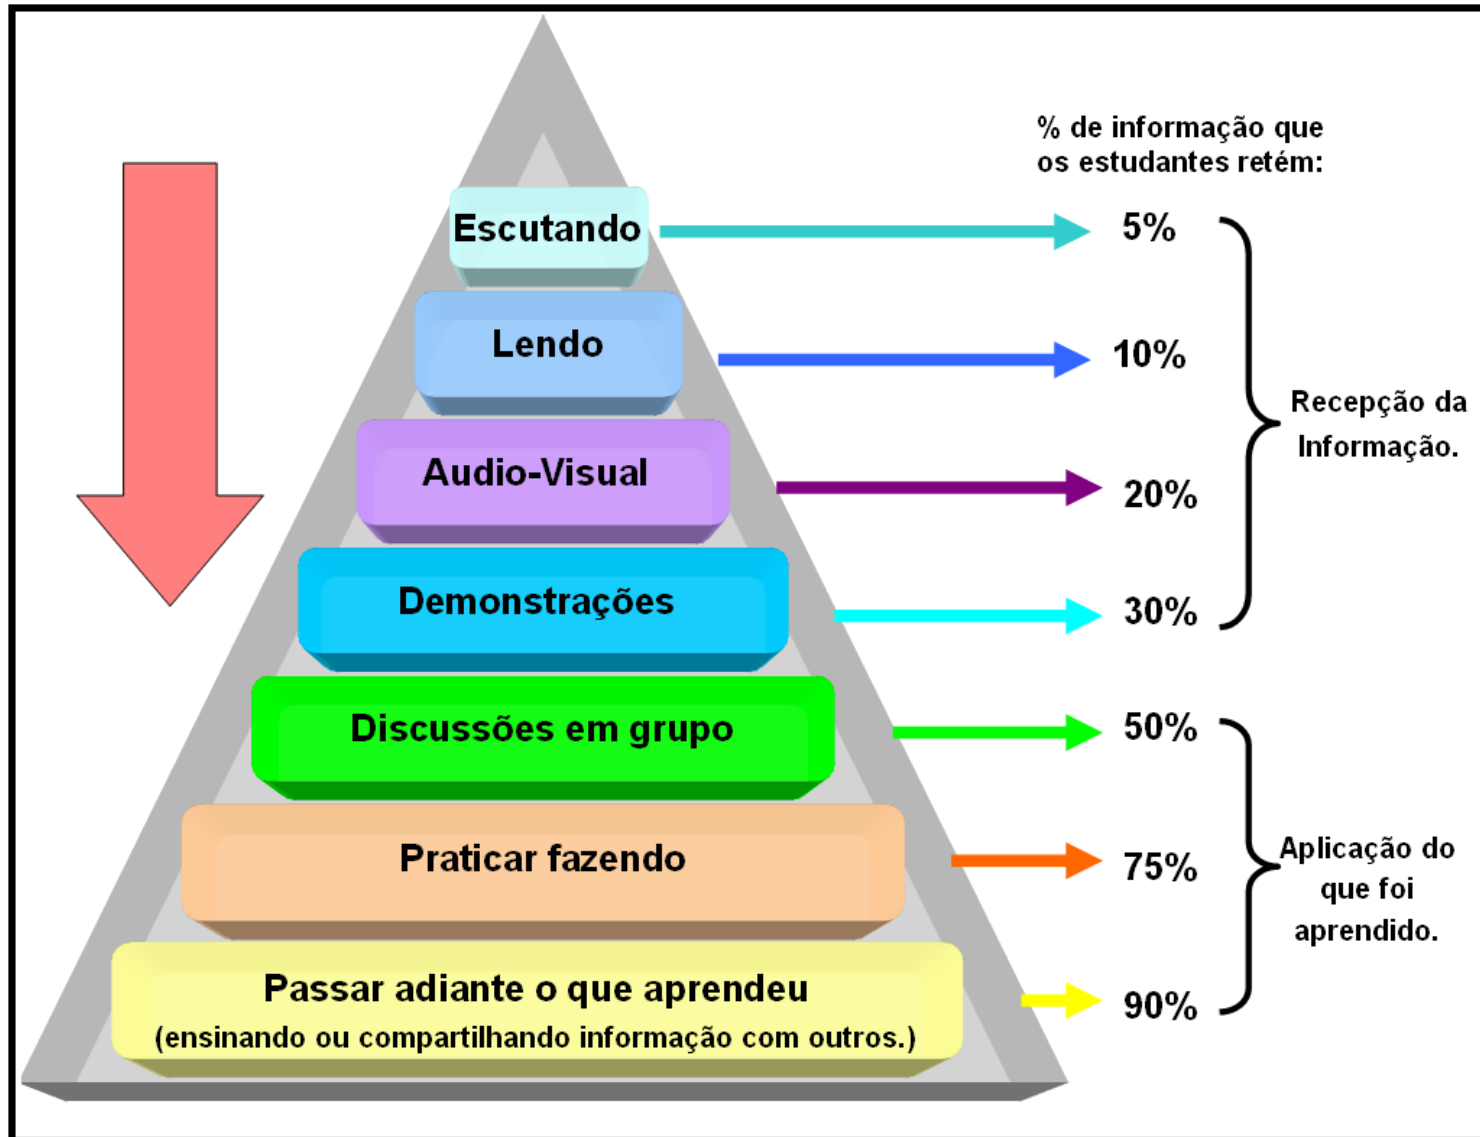 % de informação que
os estudantes retém:
Escutando
5%
Lendo
10%
Recepção da
Informação.
Audio-Visual
20%
Demonstrações
30%
Discussões em grupo
50%
Praticar fazendo
75%
Aplicação do
que foi
aprendido.
Passar adiante o que aprendeu
(ensinando ou compartilhando informação com outros.)
90%